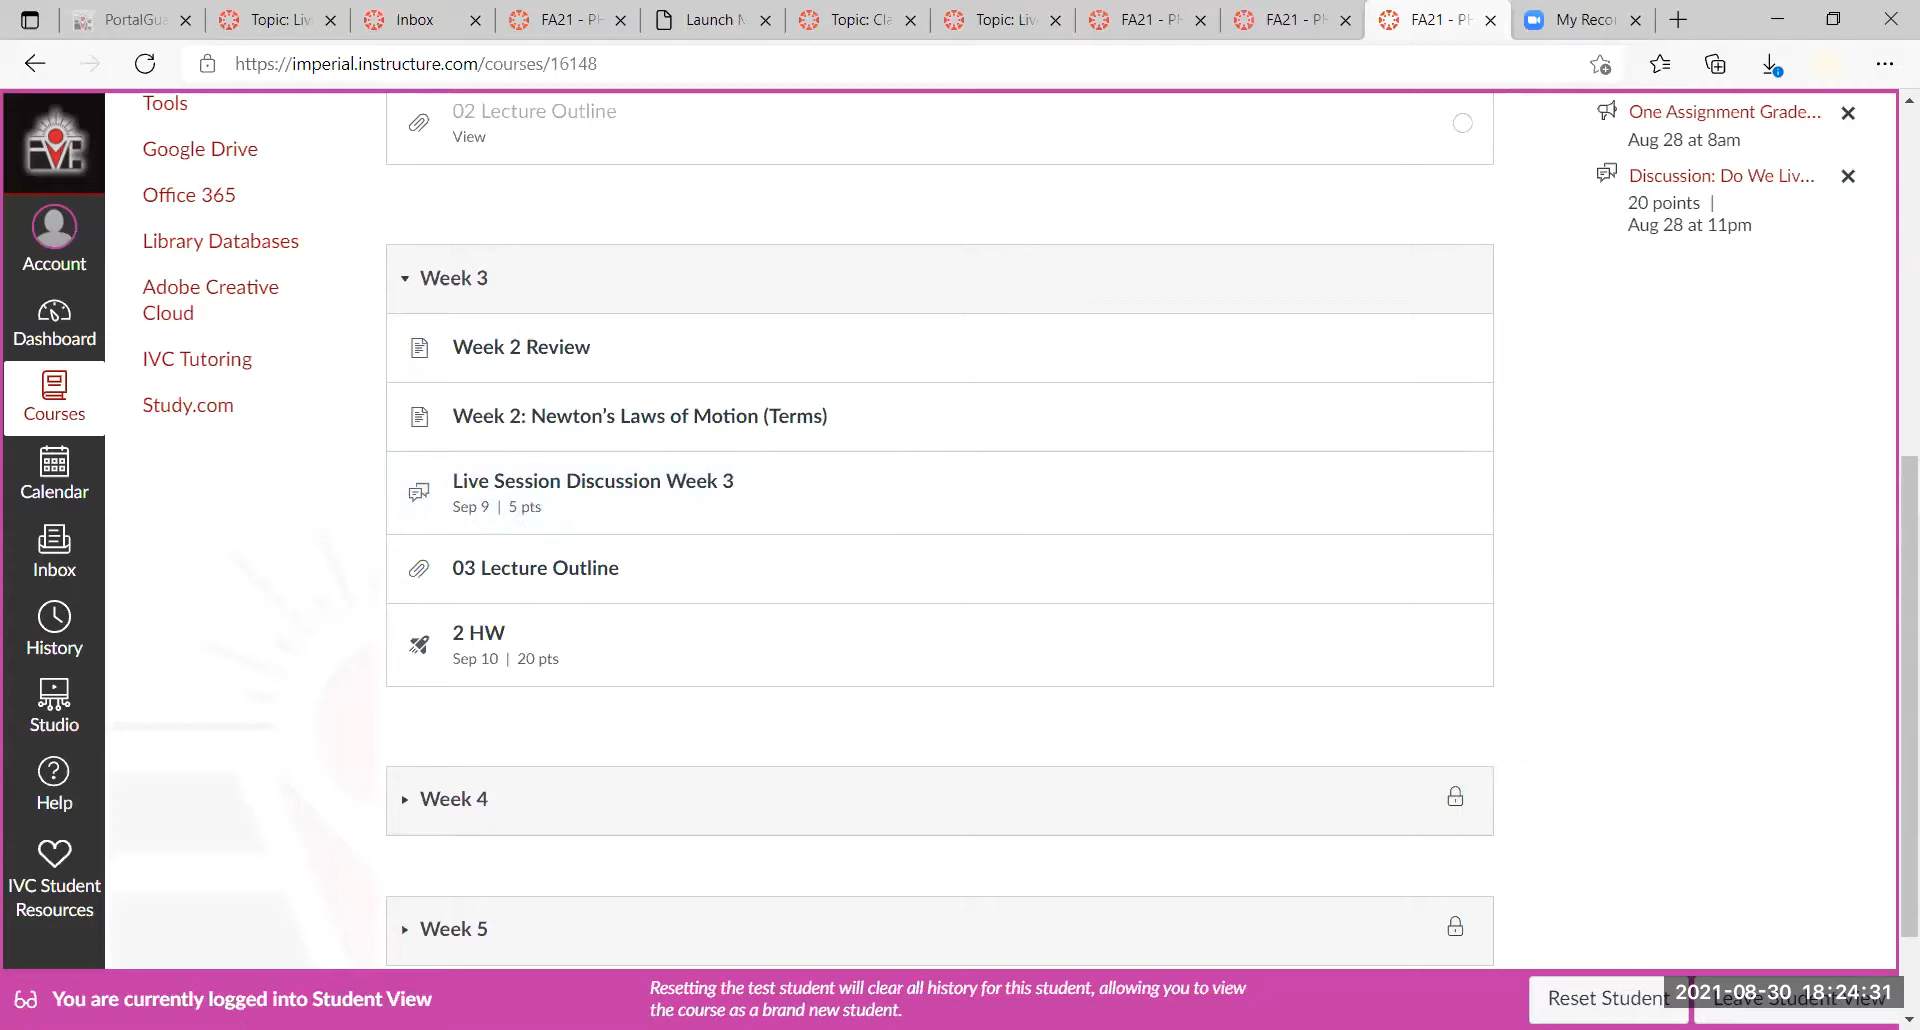 PortalGua
Topic: Liv
Inbox
FA21 - PH
Launch M
Topic: Cla
Topic: Liv
FA21 - PH
FA21 - PH
FA21 - PH
My Reco
https://imperial.instructure.com/courses/16148
Tools
Google Drive
Office 365
Library Databases
Adobe Creative
Cloud
IVC Tutoring
Study.com
Account
Dashboard
Courses
Calendar
Inbox
History
Studio
Help
IVC Student
Resources
02 Lecture Outline
View
Week 3
Week 2 Review
Week 2: Newton's Laws of Motion (Terms)
Live Session Discussion Week 3
Sep 9 | 5 pts
03 Lecture Outline
2 HW
Sep 10 | 20 pts
Week 4
Week 5
One Assignment Grade...
Aug 28 at 8am
Discussion: Do We Liv...
20 points |
Aug 28 at 11pm
You are currently logged into Student View
Resetting the test student will clear all history for this student, allowing you to view
the course as a brand new student.
Reset Student
Leave Student View
2021-08-30 18:24:31